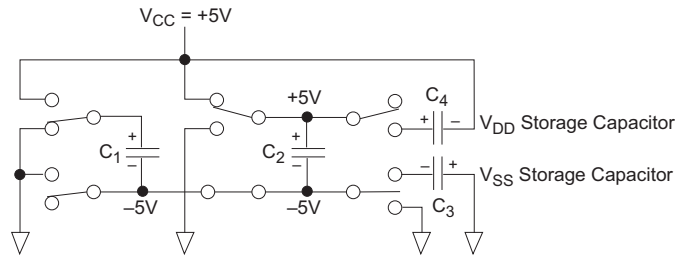 V_CC = +5V
+5V
C_4
+ –
V_DD Storage Capacitor
+
C_1
–
+
C_2
–
– +
V_SS Storage Capacitor
–5V
–5V
C_3